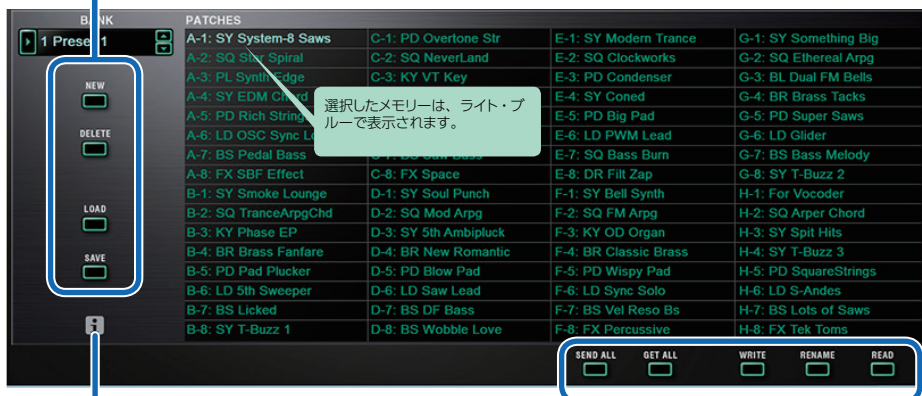 BANK
1 Preset 1
NEW
DELETE
LOAD
SAVE
PATCHES
A-1: SY System-8 Saws
A-2: SQ Star Spiral
A-3: PL Synth Edge
A-4: SY EDM Chord
A-5: PD Rich
A-6: LD OSC Sync
A-7: BS Pedal Bass
A-8: FX SBF Effect
B-1: SY Smoke Lounge
B-2: SQ TranceArpgChd
B-3: KY Phase EP
B-4: BR Brass Fanfare
B-5: PD Pad Plucker
B-6: LD 5th Sweeper
B-7: BS Licked
B-8: SY T-Buzz 1
選択したメモリーは、ライト・ブ
ルーで表示されます。
C-1: PD Overtone Str
C-2: SQ NeverLand
C-3: KY VT Key
C-8: FX Space
D-1: SY Soul Punch
D-2: SQ Mod Arpg
D-3: SY 5th Ambipluck
D-4: BR New Romantic
D-5: PD Blow Pad
D-6: LD Saw Lead
D-7: BS DF Bass
D-8: BS Wobble Love
E-1: SY Modern Trance
E-2: SQ Clockworks
E-3: PD Condenser
E-4: SY Coned
E-5: PD Big Pad
E-6: LD PWM Lead
E-7: SQ Bass Burn
E-8: DR Filt Zap
F-1: SY Bell Synth
F-2: SQ FM Arpg
F-3: KY OD Organ
F-4: BR Classic Brass
F-5: PD Wispy Pad
F-6: LD Sync Solo
F-7: BS Vel Reso Bs
F-8: FX Percussive
G-1: SY Something Big
G-2: SQ Ethereal Arpg
G-3: BL Dual FM Bells
G-4: BR Brass Tacks
G-5: PD Super Saws
G-6: LD Glider
G-7: BS Bass Melody
G-8: SY T-Buzz 2
H-1: For Vocoder
H-2: SQ Arper Chord
H-3: SY Spit Hits
H-4: SY T-Buzz 3
H-5: PD SquareStrings
H-6: LD S-Andes
H-7: BS Lots of Saws
H-8: FX Tek Toms
SEND ALL GET ALL WRITE RENAME READ